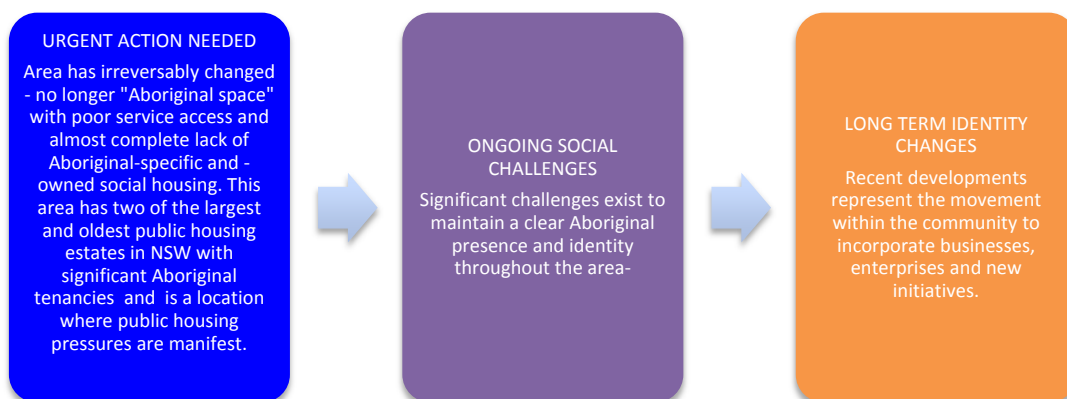 URGENT ACTION NEEDED
Area has irreversably changed
- no longer "Aboriginal space"
with poor service access and
almost complete lack of
Aboriginal-specific and -
owned social housing. This
area has two of the largest
and oldest public housing
estates in NSW with
significant Aboriginal
tenancies and is a location
where public housing
pressures are manifest.
ONGOING SOCIAL
CHALLENGES
Significant challenges exist to
maintain a clear Aboriginal
presence and identity
throughout the area-
LONG TERM IDENTITY
CHANGES
Recent developments
represent the movement
within the community to
incorporate businesses,
enterprises and new
initiatives.